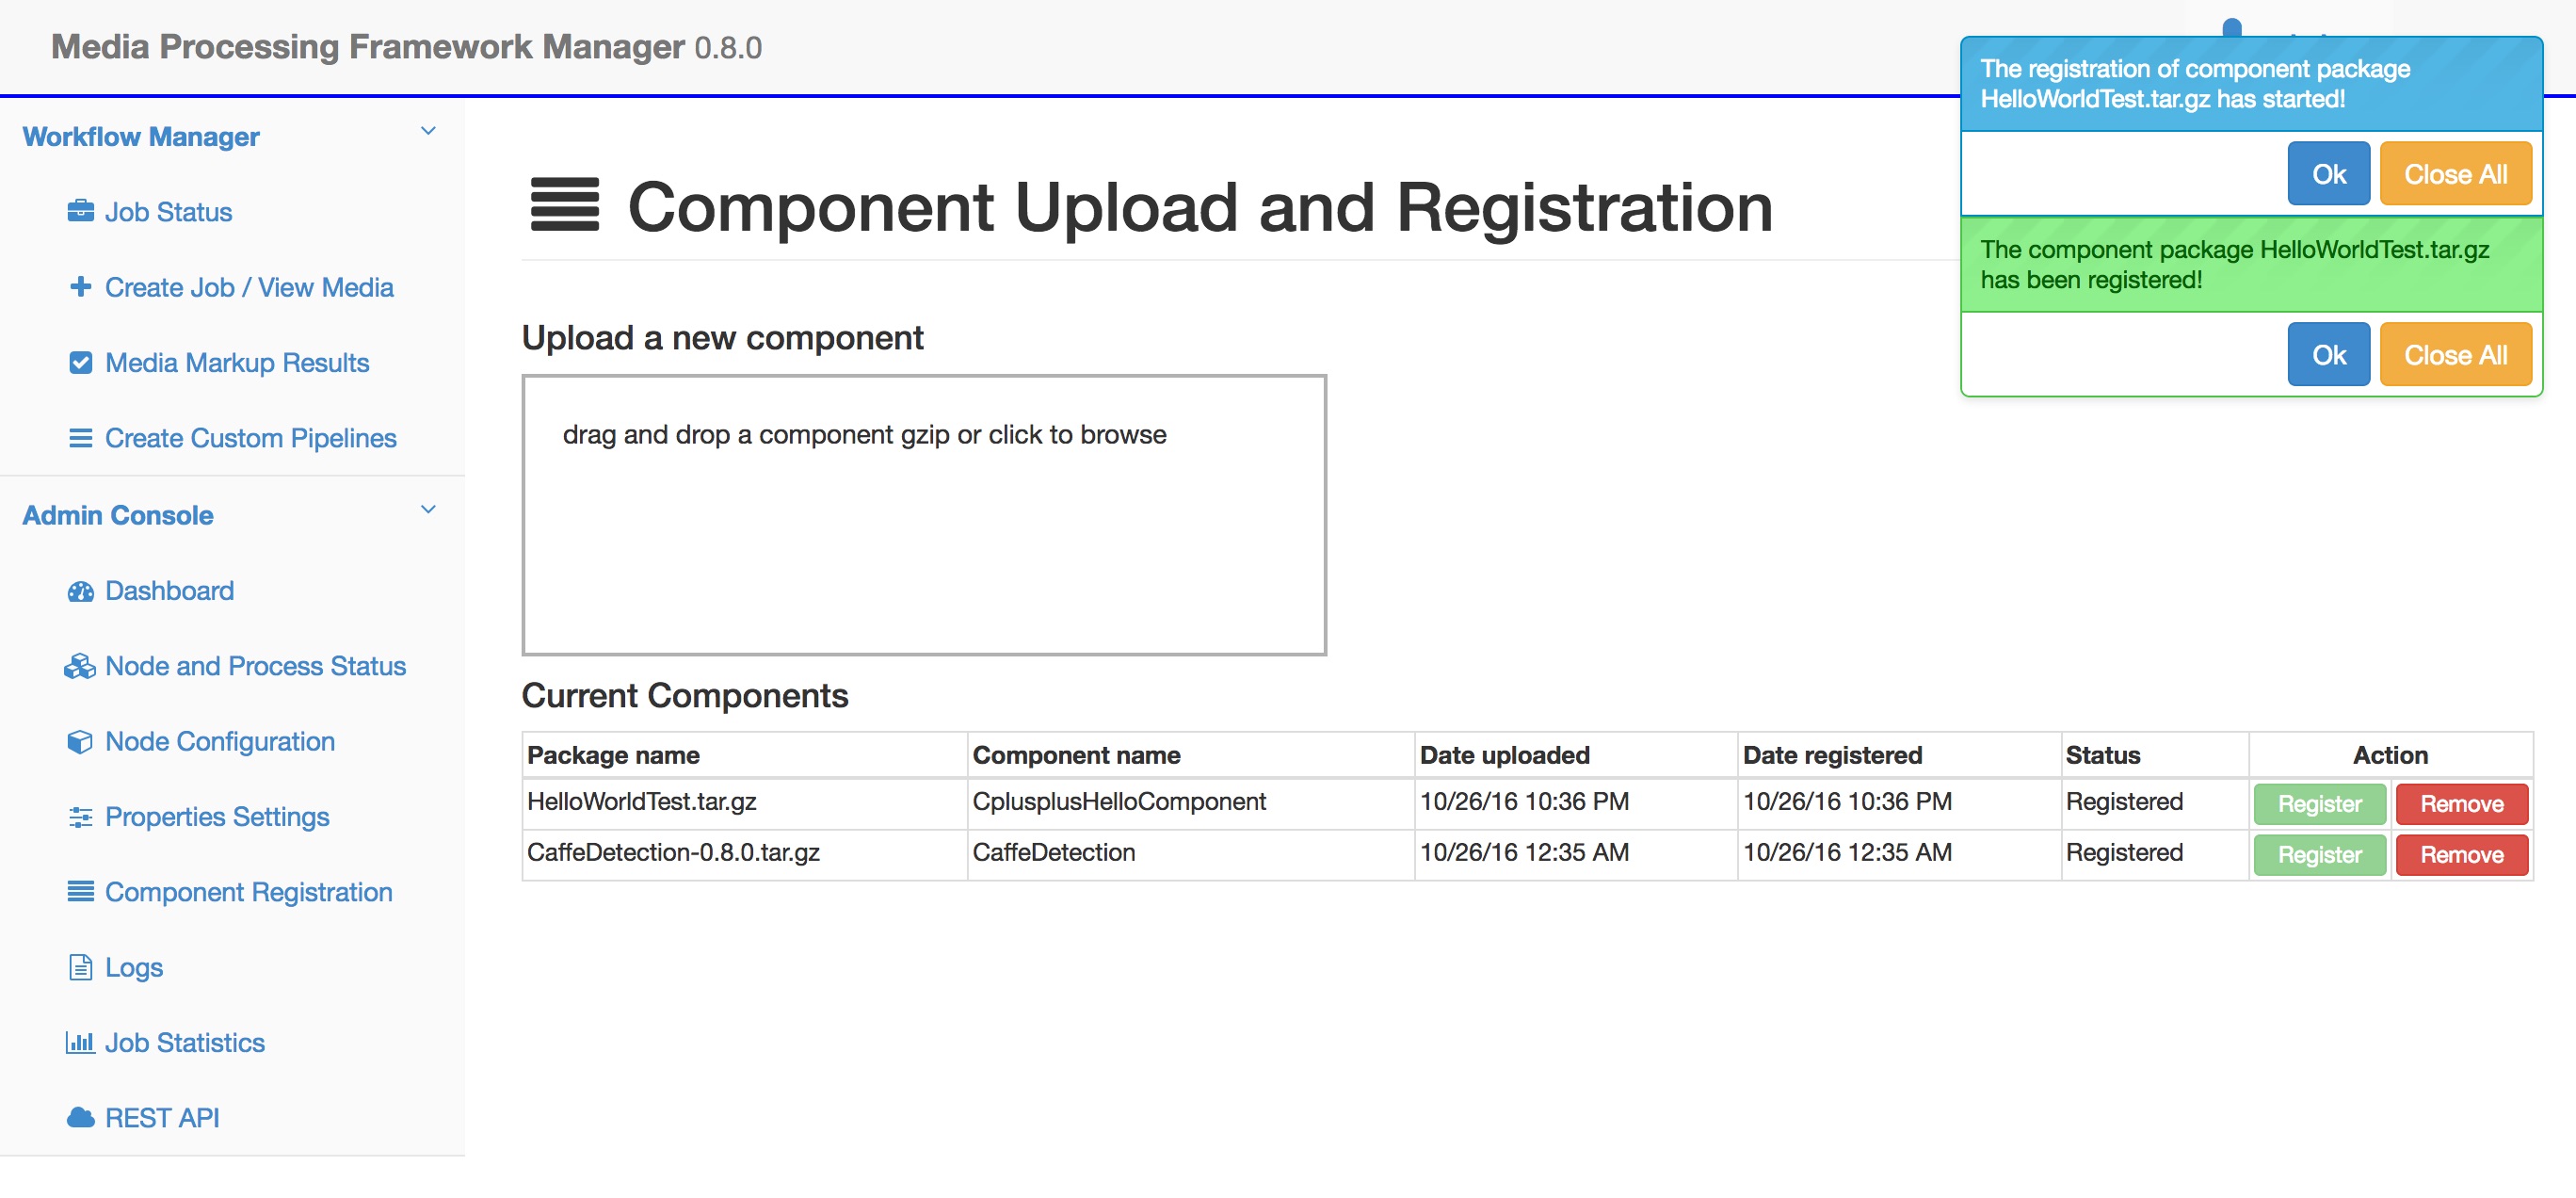 Media Processing Framework Manager 0.8.0
The registration of component package
HelloWorldTest.tar.gz has started!
Ok Close All
The component package HelloWorldTest.tar.gz
has been registered!
Ok Close All
Workflow Manager
Job Status
Create Job / View Media
Media Markup Results
Create Custom Pipelines
Admin Console
Dashboard
Node and Process Status
Node Configuration
Properties Settings
Component Registration
Logs
Job Statistics
REST API
Component Upload and Registration
Upload a new component
drag and drop a component gzip or click to browse
Current Components
Package name Component name Date uploaded Date registered Status Action
HelloWorldTest.tar.gz CplusplusHelloComponent 10/26/16 10:36 PM 10/26/16 10:36 PM Registered Register Remove
CaffeDetection-0.8.0.tar.gz CaffeDetection 10/26/16 12:35 AM 10/26/16 12:35 AM Registered Register Remove